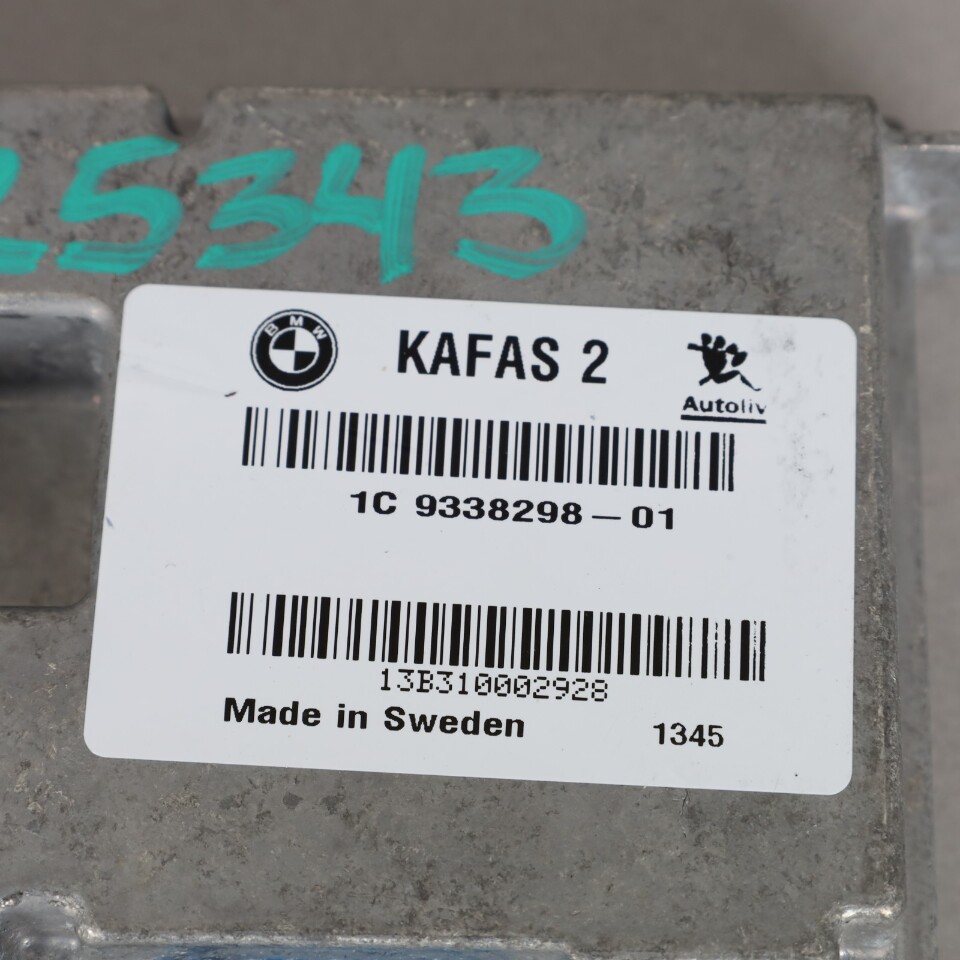 25343
BMW
KAFAS 2
Autoliv
1C 9338298-01
13B310002928
Made in Sweden 1345